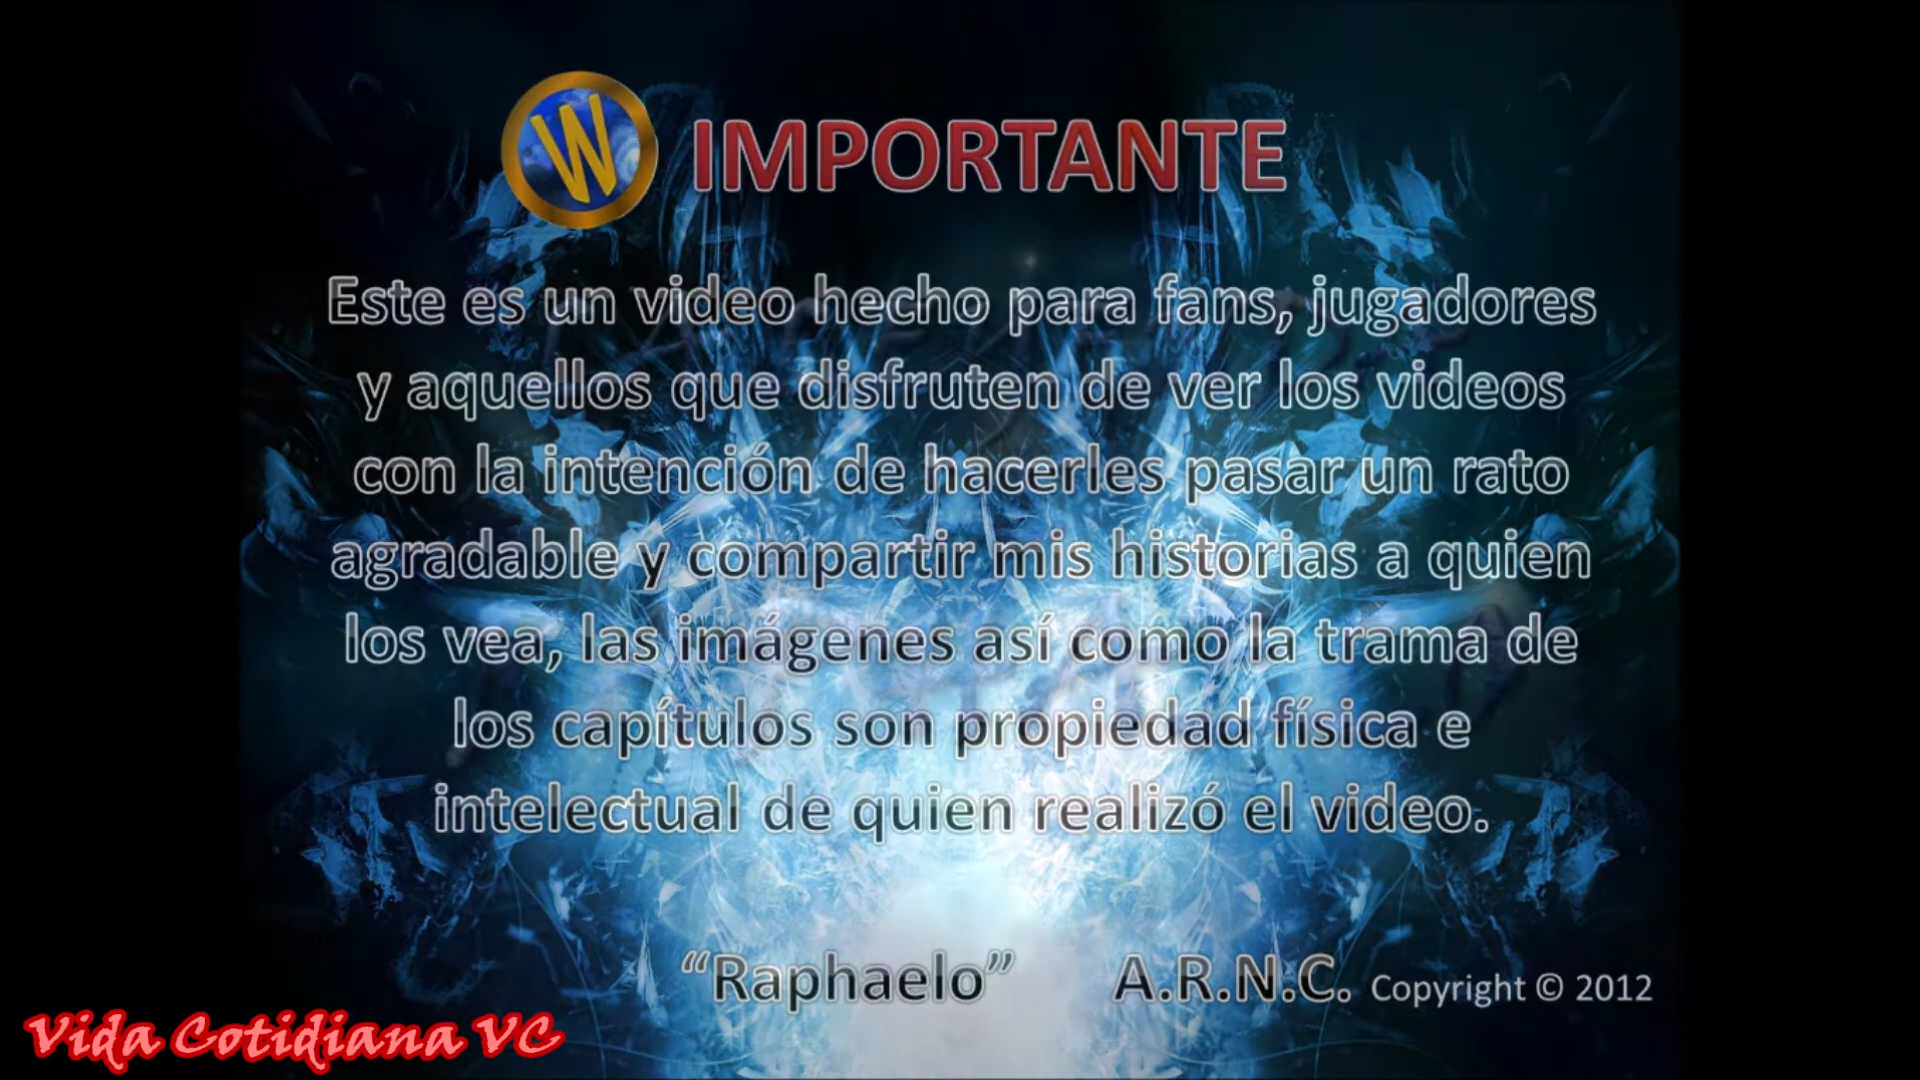 W IMPORTANTE
Este es un video hecho para fans, jugadores
y aquellos que disfruten de ver los videos
con la intención de hacerles pasar un rato
agradable y compartir mis historias a quien
los vea, las imágenes así como la trama de
los capítulos son propiedad física e
intelectual de quien realizó el video.
“Raphaelo” A.R.N.C. Copyright © 2012
Vida Cotidiana VC